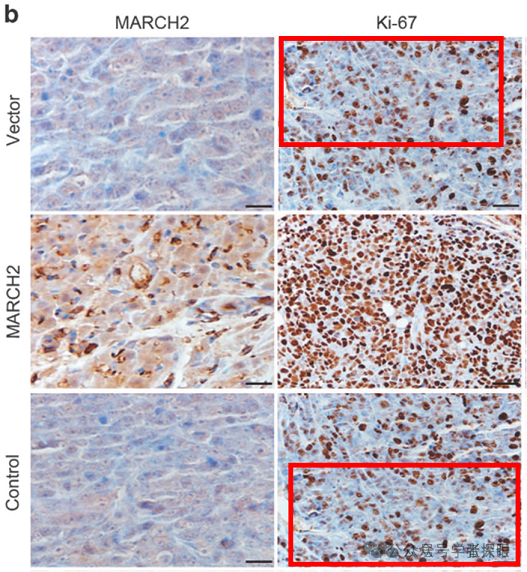 b
MARCH2 Ki-67
Vector
MARCH2
Control